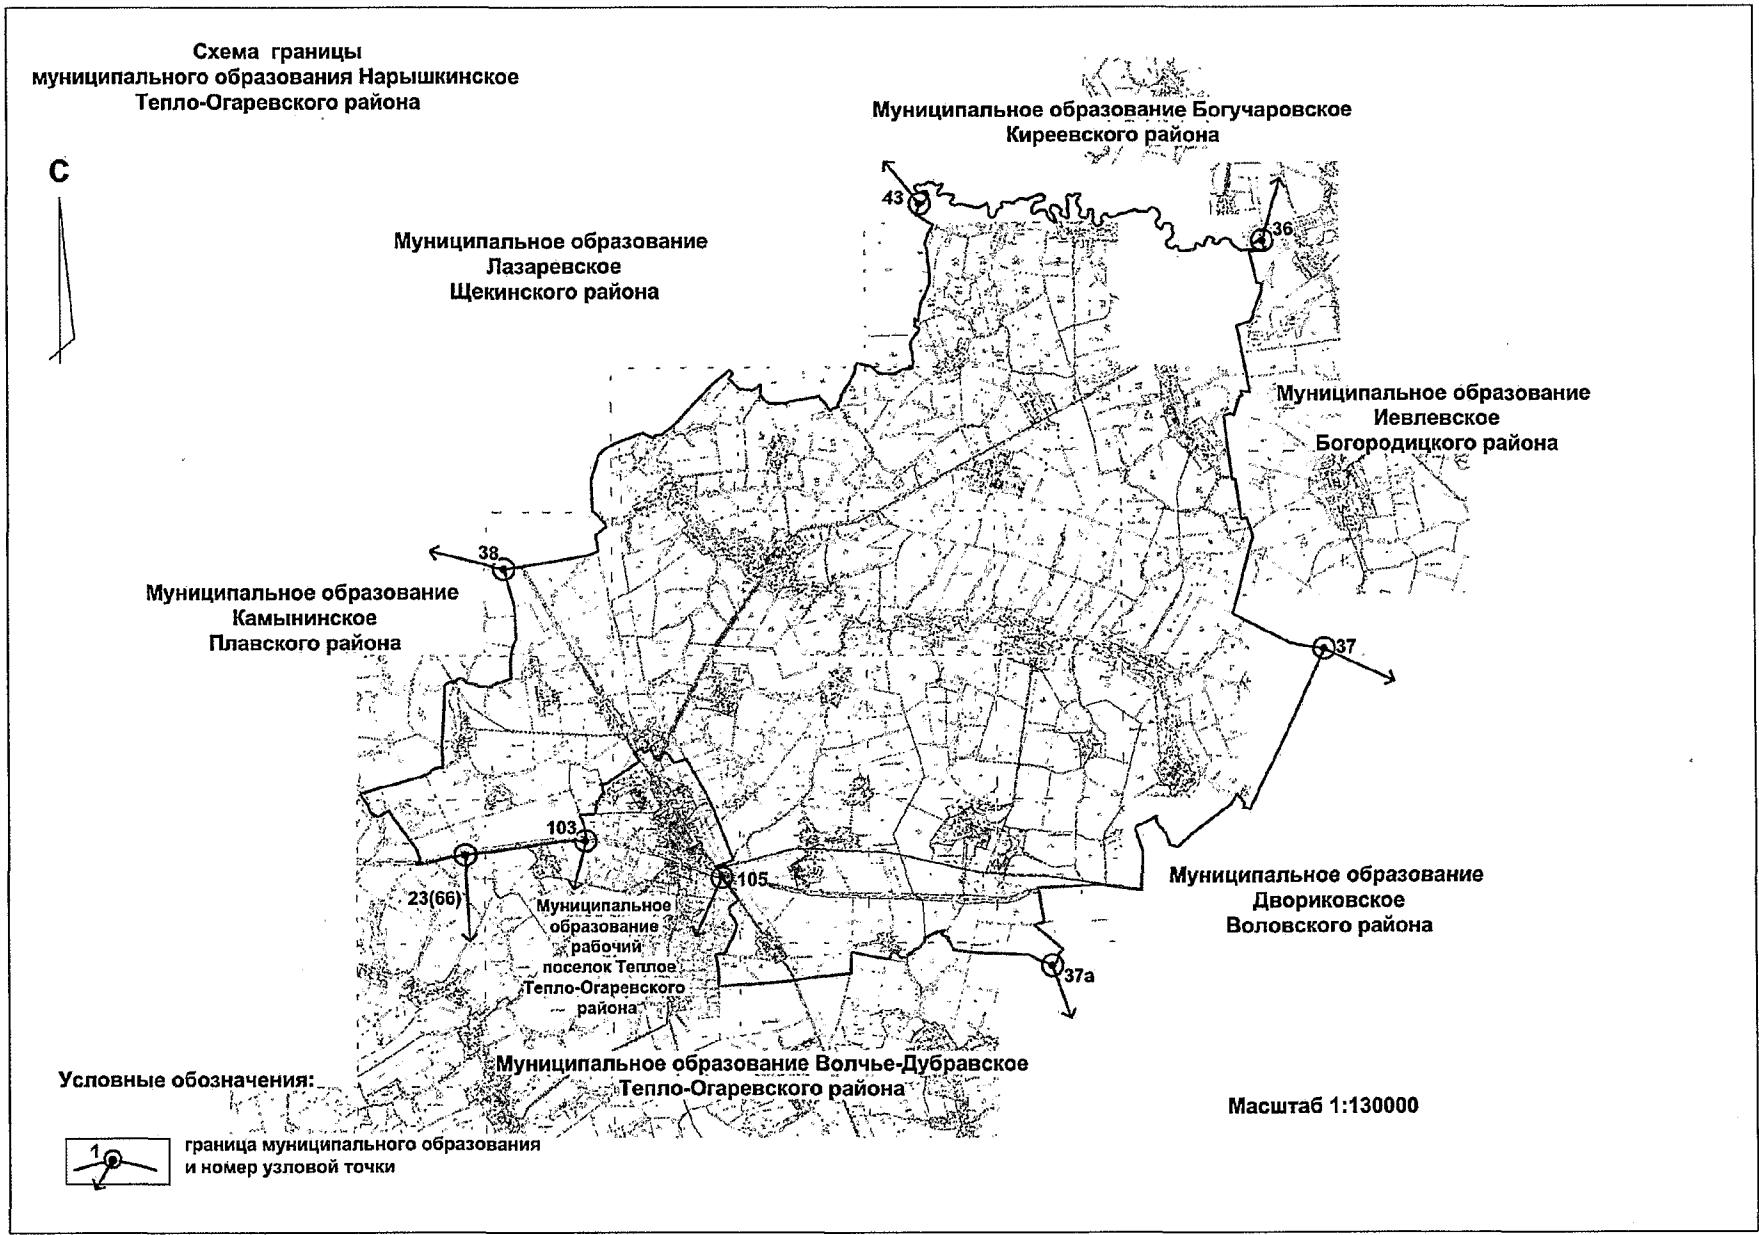 Схема границы
муниципального образования Нарышкинское
Тепло-Огаревского района
С
Муниципальное образование Богучаровское
Киреевского района
43
36
Муниципальное образование
Лазаревское
Щекинского района
Муниципальное образование
Иевлевское
Богородицкого района
38
Муниципальное образование
Камынинское
Плавского района
37
103
105
23(66)
Муниципальное образование
Двориковское
Воловского района
Муниципальное
образование
рабочий
поселок Теплое
Тепло-Огаревского
района
37а
Муниципальное образование Волчье-Дубравское
Тепло-Огаревского района
Условные обозначения:
Масштаб 1:130000
1
граница муниципального образования
и номер узловой точки